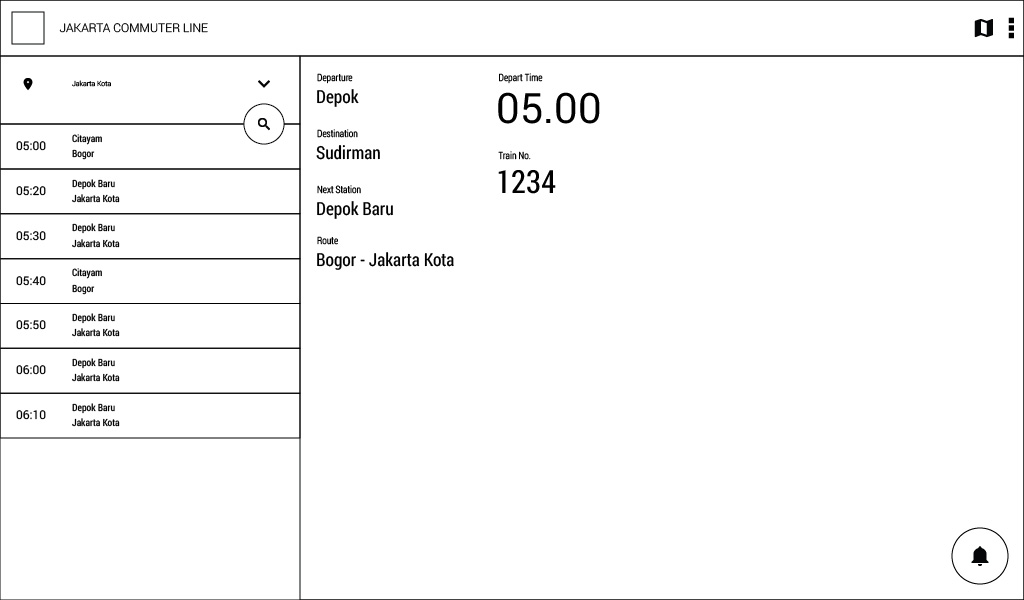 JAKARTA COMMUTER LINE
Jakarta Kota
05:00
Citayam
Bogor
05:20
Depok Baru
Jakarta Kota
05:30
Depok Baru
Jakarta Kota
05:40
Citayam
Bogor
05:50
Depok Baru
Jakarta Kota
06:00
Depok Baru
Jakarta Kota
06:10
Depok Baru
Jakarta Kota
Departure
Depok
Destination
Sudirman
Next Station
Depok Baru
Route
Bogor - Jakarta Kota
Depart Time
05.00
Train No.
1234